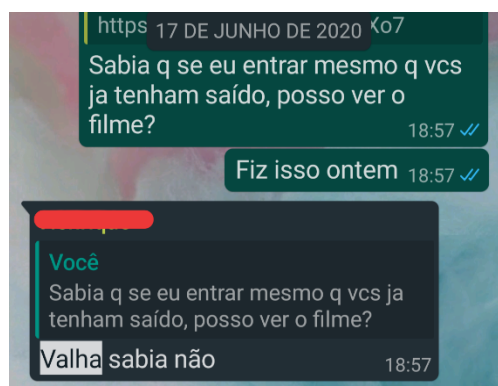 https
17 DE JUNHO DE 2020
Xo7
Sabia q se eu entrar mesmo q vcs
ja tenham saído, posso ver o
filme?
18:57
Fiz isso ontem 18:57
Você
Sabia q se eu entrar mesmo q vcs ja
tenham saído, posso ver o filme?
Valha sabia não
18:57